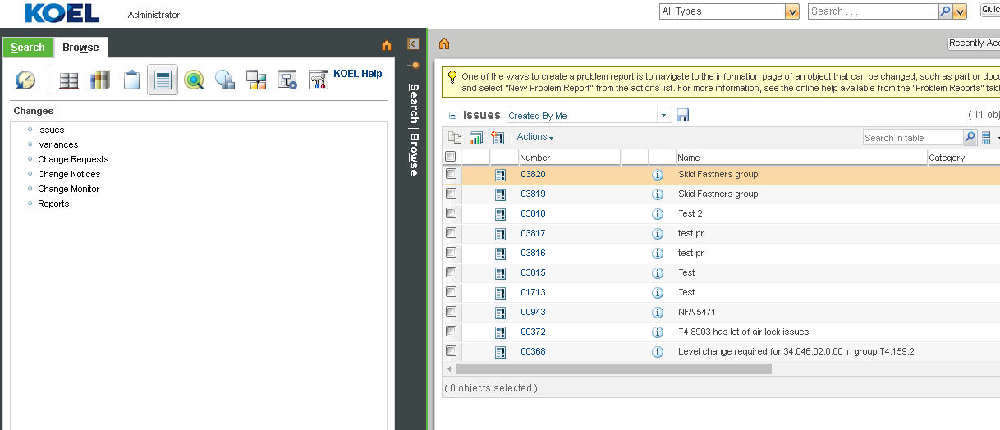 KOEL
Administrator
All Types
Search . . .
Quic
Search
Browse
KOEL Help
Changes
Issues
Variances
Change Requests
Change Notices
Change Monitor
Reports
Search | Browse
Recently Acc
One of the ways to create a problem report is to navigate to the information page of an object that can be changed, such as part or docu
and select "New Problem Report" from the actions list. For more information, see the online help available from the "Problem Reports" tabl
Issues
Created By Me
( 11 obj
Actions
Search in table
Number
Name
Category
03820
Skid Fastners group
03819
Skid Fastners group
03818
Test 2
03817
test pr
03816
test pr
03815
Test
01713
Test
00943
NFA 5471
00372
T4.8903 has lot of air lock issues
00368
Level change required for 34.046.02.0.00 in group T4.159.2
( 0 objects selected )